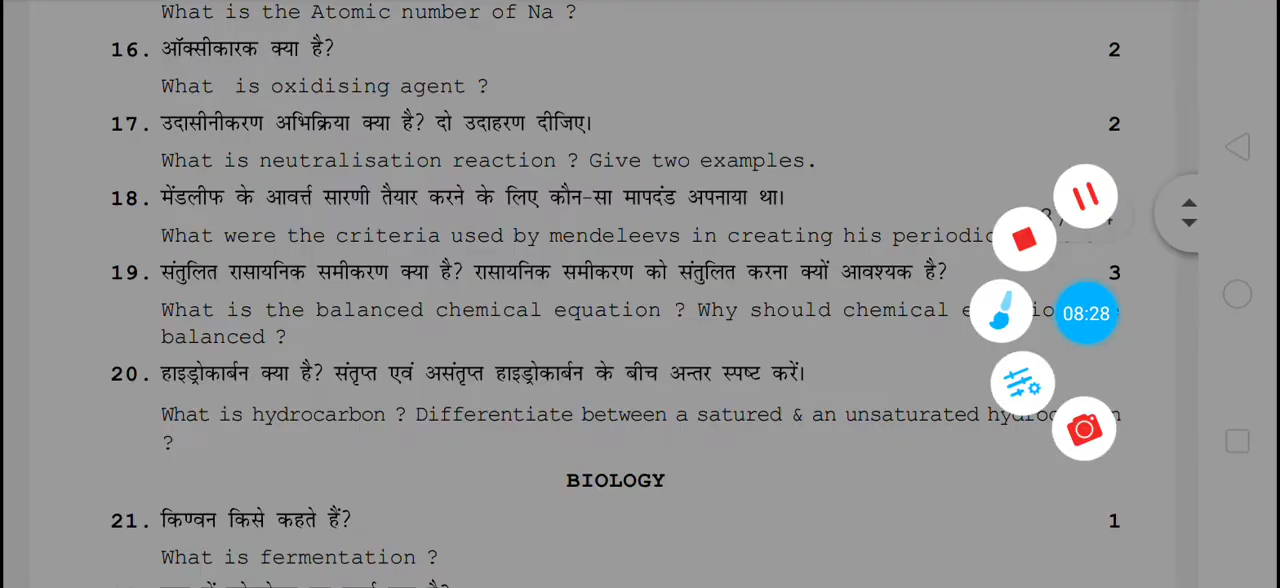 What is the Atomic number of Na ?
16. ऑक्सीकारक क्या है? 2
What is oxidising agent ?
17. उदासीनीकरण अभिक्रिया क्या है? दो उदाहरण दीजिए। 2
What is neutralisation reaction ? Give two examples.
18. मेंडलीफ के आवर्त्त सारणी तैयार करने के लिए कौन-सा मापदंड अपनाया था।
What were the criteria used by mendeleevs in creating his
19. संतुलित रासायनिक समीकरण क्या है? रासायनिक समीकरण को संतुलित करना क्यों आवश्यक है? 3
What is the balanced chemical equation ? Why should chemical
08:28
balanced ?
20. हाइड्रोकार्बन क्या है? संतृप्त एवं असंतृप्त हाइड्रोकार्बन के बीच अन्तर स्पष्ट करें।
What is hydrocarbon ? Differentiate between a satured & an unsaturated
?
BIOLOGY
21. किण्वन किसे कहते हैं? 1
What is fermentation ?